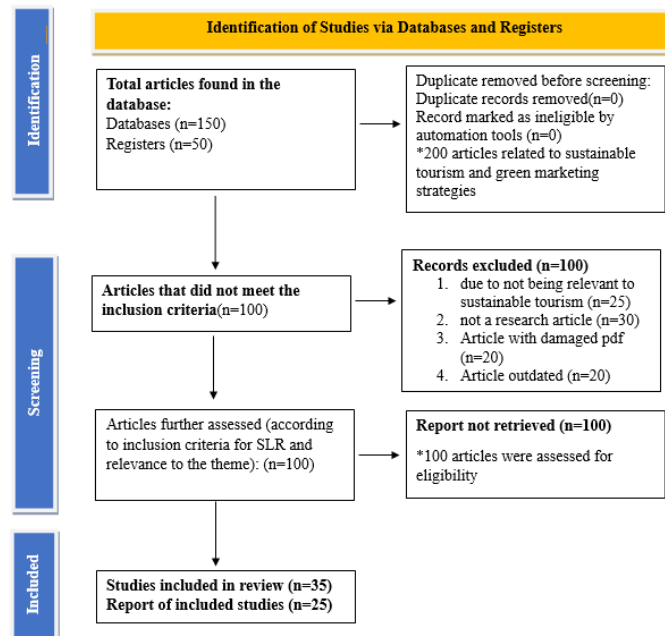 Identification of Studies via Databases and Registers
Identification
Total articles found in the
database:
Databases (n=150)
Registers (n=50)
Duplicate removed before screening:
Duplicate records removed(n=0)
Record marked as ineligible by
automation tools (n=0)
*200 articles related to sustainable
tourism and green marketing
strategies
Screening
Articles that did not meet the
inclusion criteria(n=100)
Records excluded (n=100)
1. due to not being relevant to
sustainable tourism (n=25)
2. not a research article (n=30)
3. Article with damaged pdf
(n=20)
4. Article outdated (n=20)
Articles further assessed (according
to inclusion criteria for SLR and
relevance to the theme): (n=100)
Report not retrieved (n=100)
*100 articles were assessed for
eligibility
Included
Studies included in review (n=35)
Report of included studies (n=25)